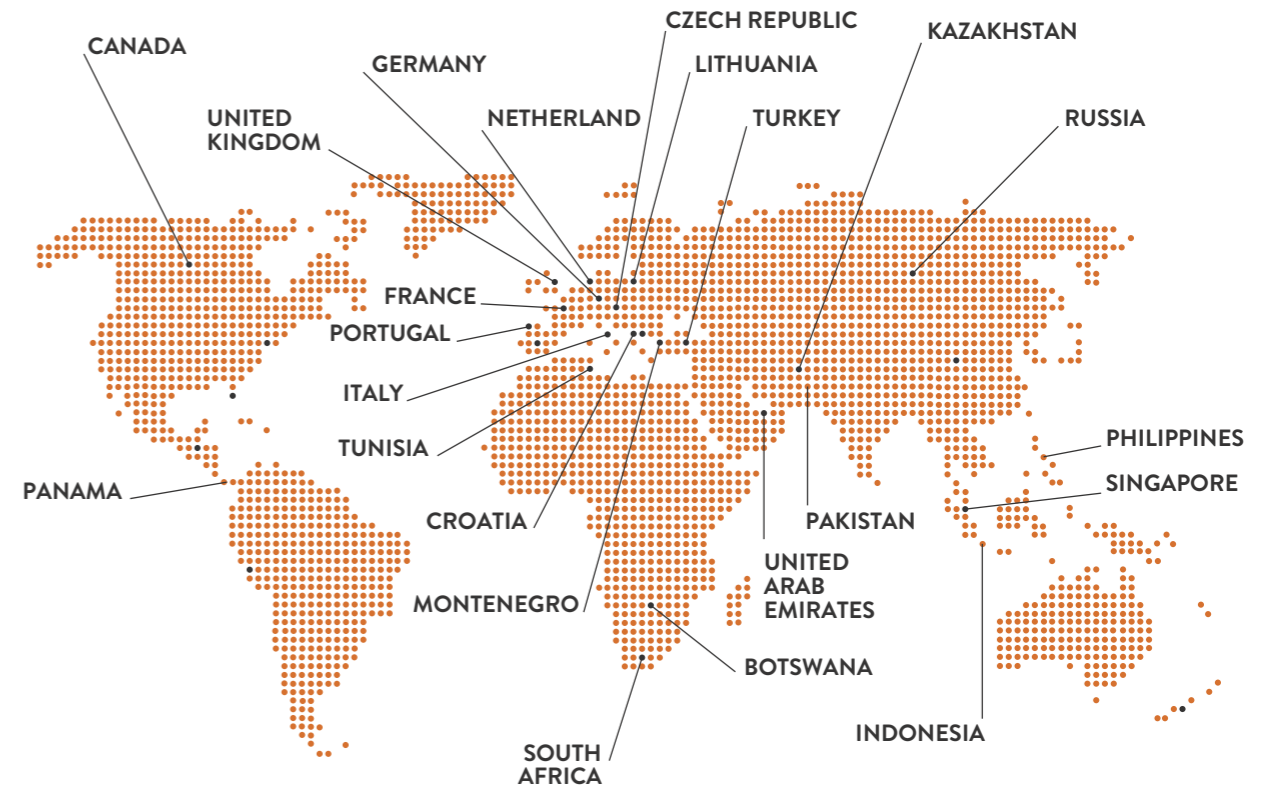 CZECH REPUBLIC
KAZAKHSTAN
CANADA
GERMANY
LITHUANIA
UNITED
KINGDOM
NETHERLAND
TURKEY
RUSSIA
FRANCE
PORTUGAL
ITALY
TUNISIA
PHILIPPINES
PANAMA
SINGAPORE
CROATIA
PAKISTAN
UNITED
ARAB
EMIRATES
MONTENEGRO
BOTSWANA
INDONESIA
SOUTH
AFRICA